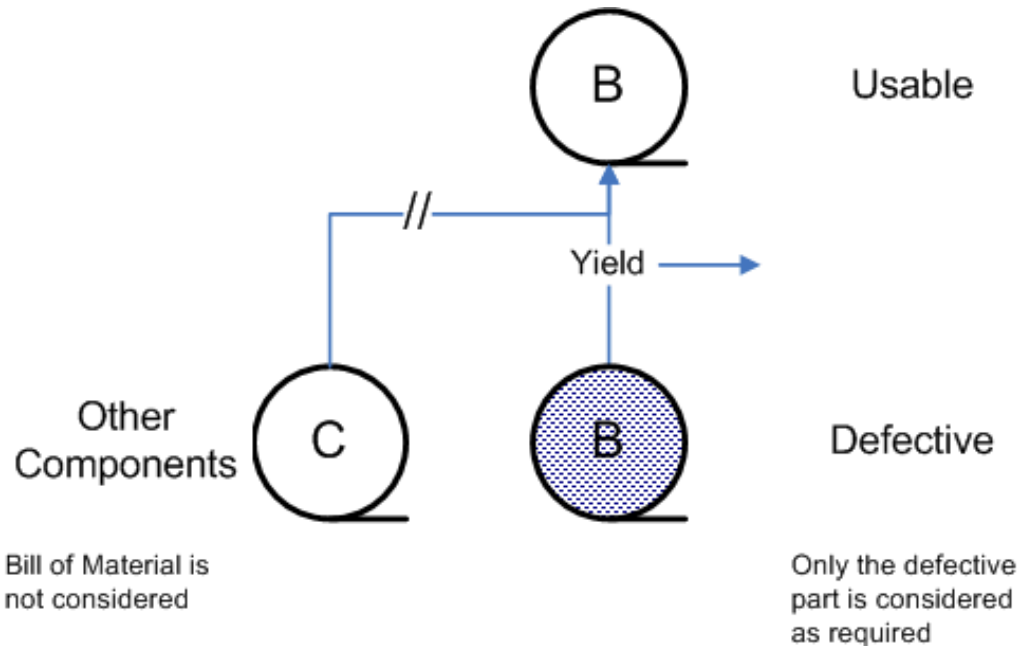 B
Usable
//
Yield
Other
Components
C
B
Defective
Bill of Material is
not considered
Only the defective
part is considered
as required